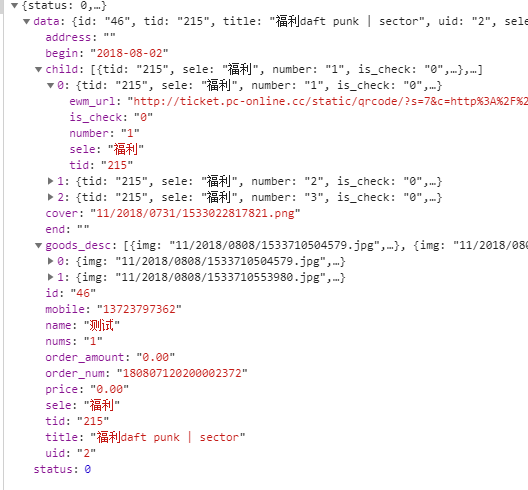 {status: 0,…}
data: {id: "46", tid: "215", title: "福利daft punk | sector", uid: "2", sele
address: ""
begin: "2018-08-02"
child: [{tid: "215", sele: "福利", number: "1", is_check: "0",…},…]
0: {tid: "215", sele: "福利", number: "1", is_check: "0",…}
ewm_url: "http://ticket.pc-online.cc/static/qrcode/?s=7&c=http%3A%2F%2
is_check: "0"
number: "1"
sele: "福利"
tid: "215"
1: {tid: "215", sele: "福利", number: "2", is_check: "0",…}
2: {tid: "215", sele: "福利", number: "3", is_check: "0",…}
cover: "11/2018/0731/1533022817821.png"
end: ""
goods_desc: [{img: "11/2018/0808/1533710504579.jpg",…}, {img: "11/2018/080
0: {img: "11/2018/0808/1533710504579.jpg",…}
1: {img: "11/2018/0808/1533710553980.jpg",…}
id: "46"
mobile: "13723797362"
name: "测试"
nums: "1"
order_amount: "0.00"
order_num: "180807120200002372"
price: "0.00"
sele: "福利"
tid: "215"
title: "福利daft punk | sector"
uid: "2"
status: 0